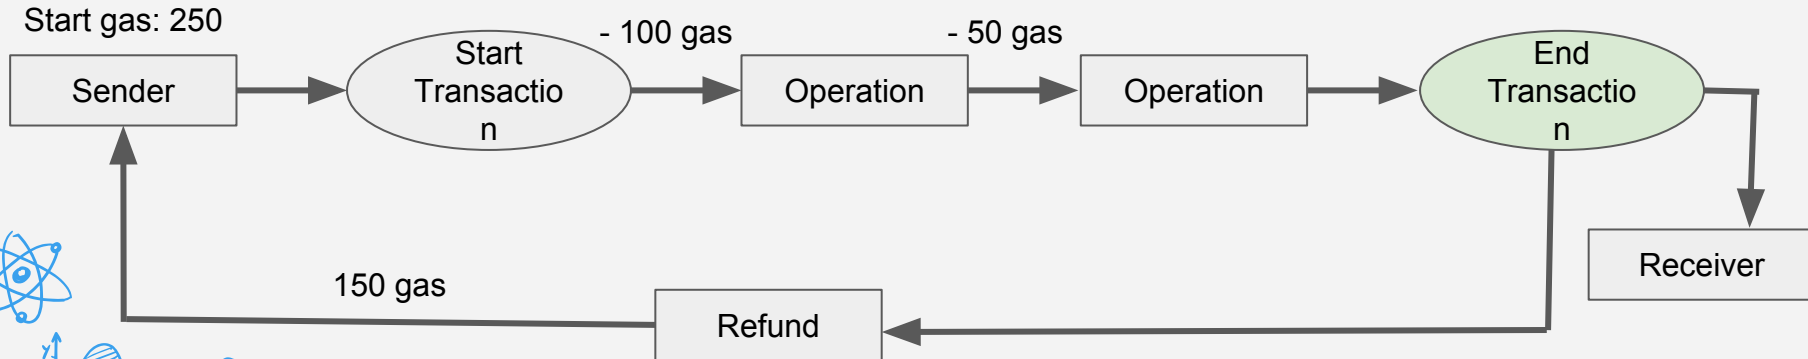 Start gas: 250
Sender
Start
Transactio
n
- 100 gas
Operation
- 50 gas
Operation
End
Transactio
n
Receiver
150 gas
Refund